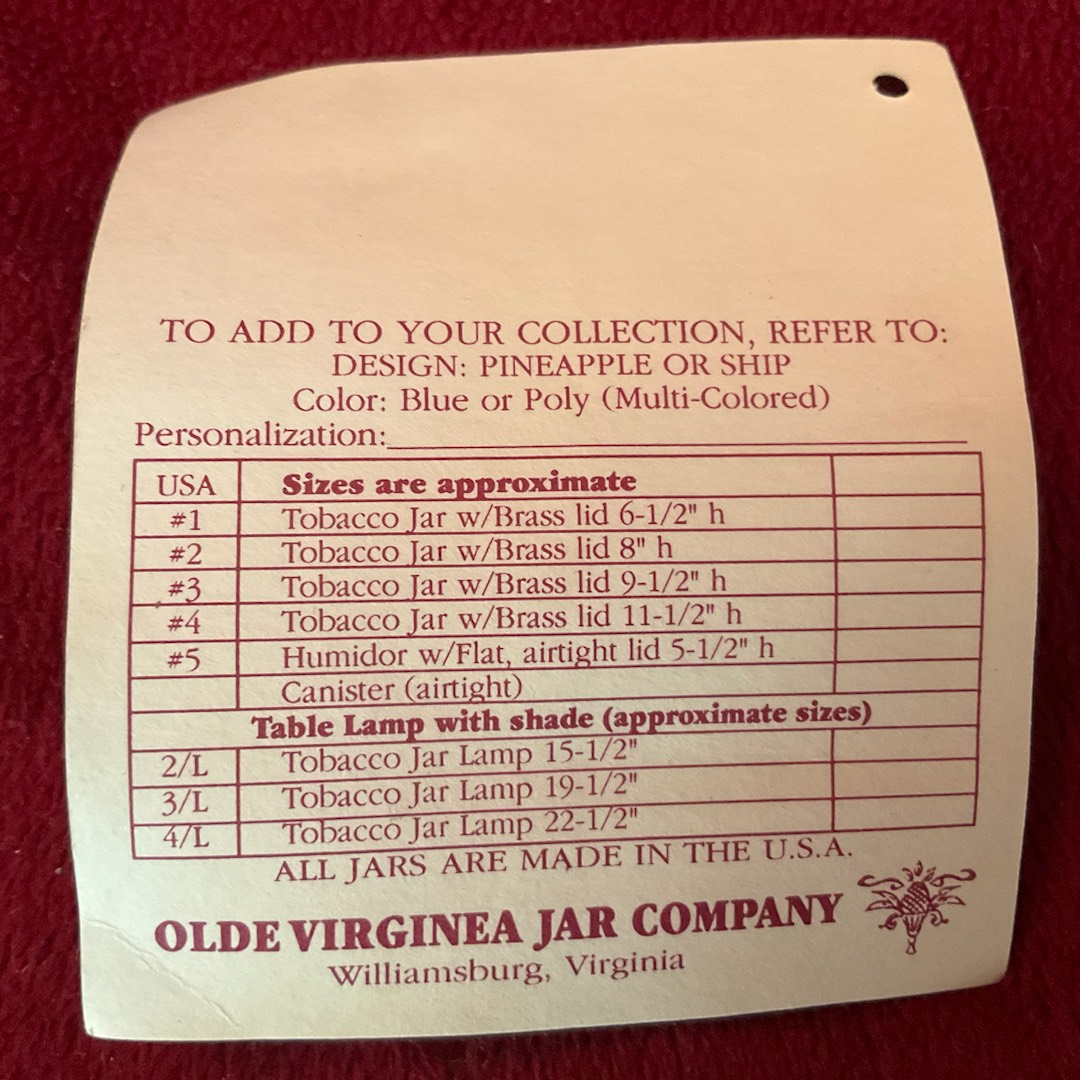 TO ADD TO YOUR COLLECTION, REFER TO:
DESIGN: PINEAPPLE OR SHIP
Color: Blue or Poly (Multi-Colored)
Personalization:
USA Sizes are approximate
#1 Tobacco Jar w/Brass lid 6-1/2" h
#2 Tobacco Jar w/Brass lid 8" h
#3 Tobacco Jar w/Brass lid 9-1/2" h
#4 Tobacco Jar w/Brass lid 11-1/2" h
#5 Humidor w/Flat, airtight lid 5-1/2" h
Canister (airtight)
Table Lamp with shade (approximate sizes)
2/L Tobacco Jar Lamp 15-1/2"
3/L Tobacco Jar Lamp 19-1/2"
4/L Tobacco Jar Lamp 22-1/2"
ALL JARS ARE MADE IN THE U.S.A.
OLDE VIRGINEA JAR COMPANY
Williamsburg, Virginia